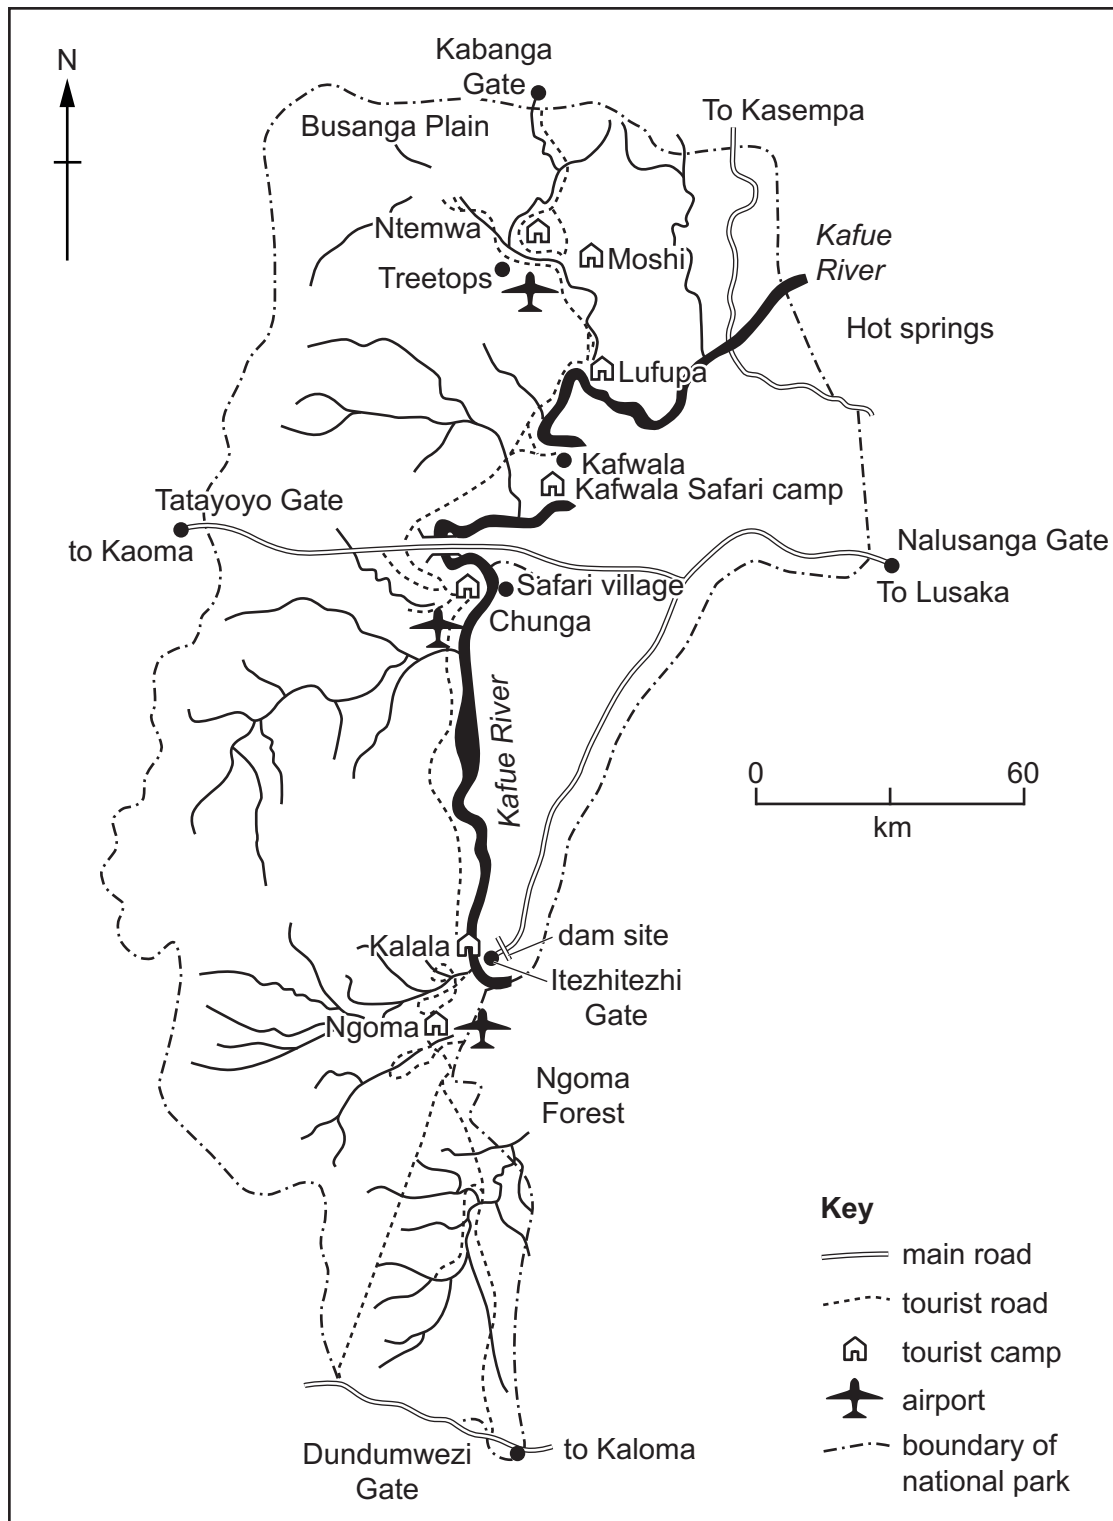 Kabanga
Gate
N
To Kasempa
Busanga Plain
Ntemwa
Kafue
River
Moshi
Treetops
Hot springs
Lufupa
Kafwala
Kafwala Safari camp
Tatayoyo Gate
to Kaoma
Nalusanga Gate
To Lusaka
Safari village
Chunga
Kafue River
0
60
km
Kalala
dam site
Itezhitezhi
Gate
Ngoma
Ngoma
Forest
Key
main road
tourist road
tourist camp
airport
boundary of
national park
Dundumwezi
Gate
to Kaloma